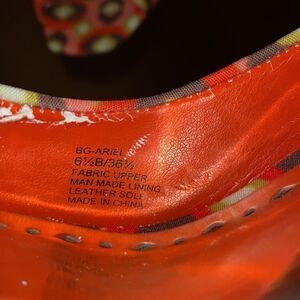 BG-ARIEL
6½B/36½
FABRIC UPPER
MAN MADE LINING
LEATHER SOLE
MADE IN CHINA